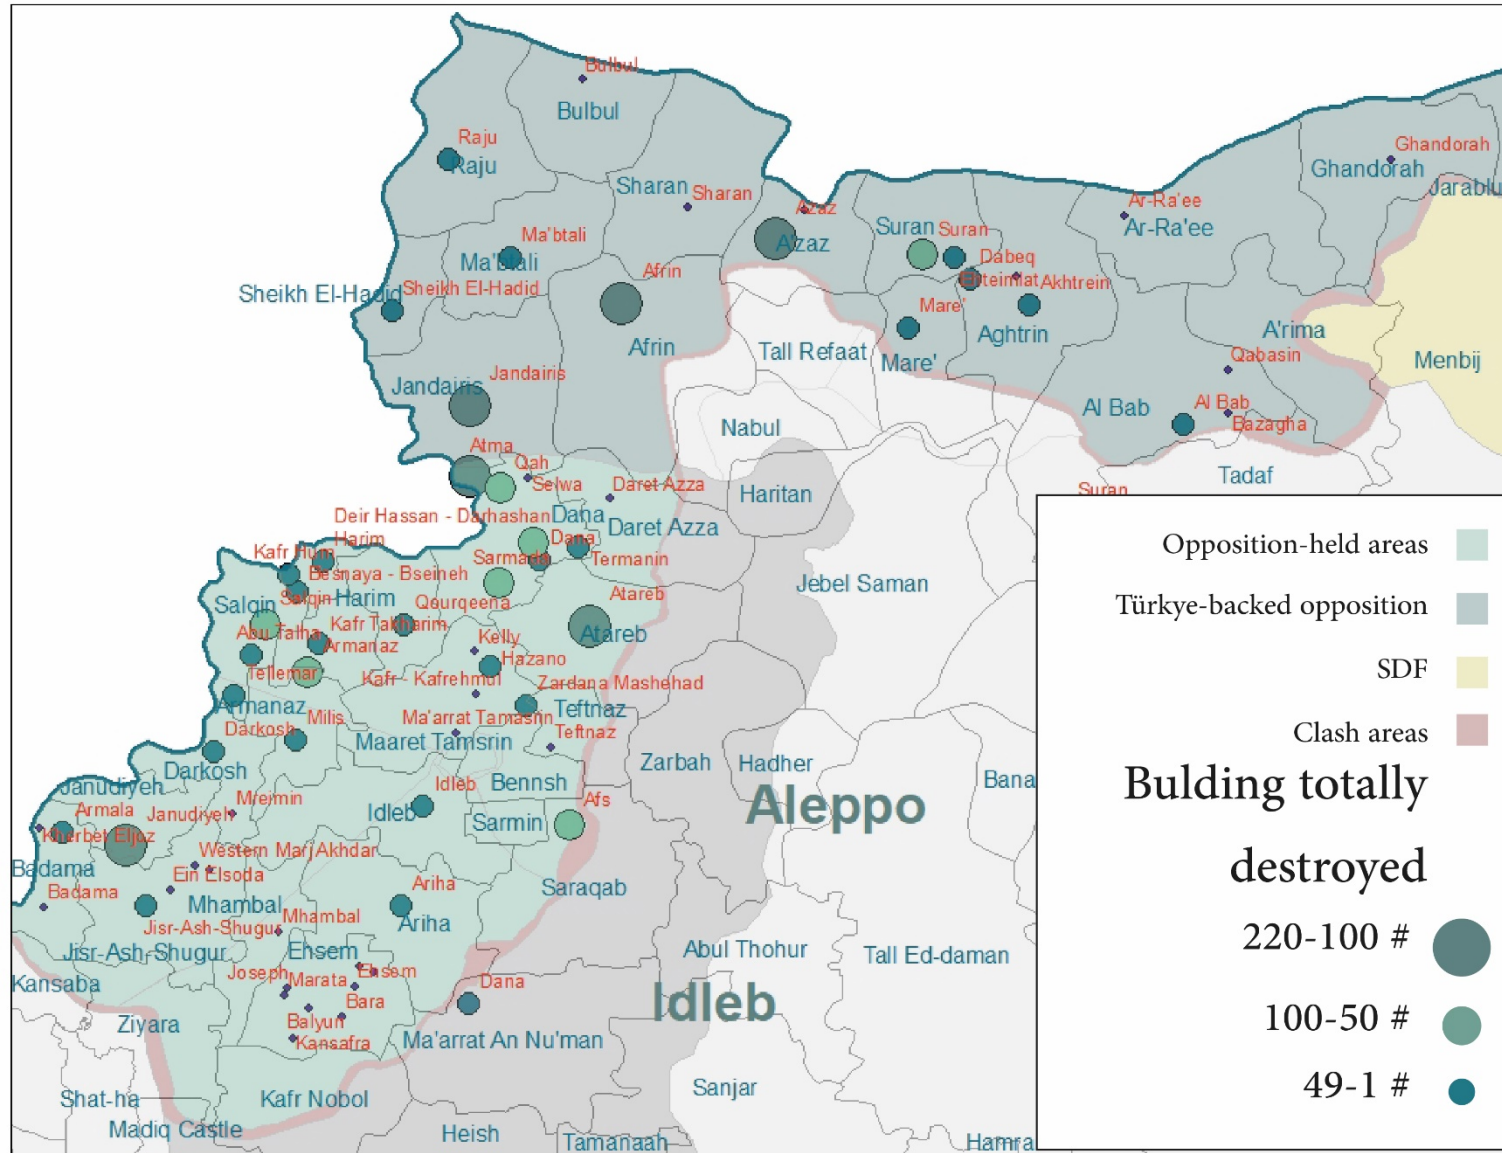 Bulbul
Bulbul
Raju
Raju
Ghandorah
Ghandorah
Jarablu
Sharan
Sharan
Ar-Ra'ee
Ar-Ra'ee
Azaz
A'zaz
Suran
Suran
Ma'btali
Ma'btali
Afrin
Dabeq
Ehteimlat
Akhtrein
Sheikh El-Hadid
Sheikh El-Hadid
Mare'
A'rima
Aghtrin
Afrin
Tall Refaat
Mare'
Qabasin
Menbij
Jandairis
Jandairis
Al Bab
Al Bab
Bazagha
Nabul
Atma
Qah
Selwa
Daret Azza
Haritan
Tadaf
Suran
Deir Hassan - Darhashan
Dana
Daret Azza
Harim
Kafr Hum
Dana
Sarmada
Termanin
Besnaya - Bseineh
Jebel Saman
Salqin
Salqin
Harim
Qourqeena
Atareb
Atareb
Abu Talha
Kafr Takharim
Armanaz
Kelly
Hazano
Tellemar
Kafr - Kafrehmul
Zardana Mashehad
Armanaz
Teftnaz
Milis
Ma'arrat Tamasrin
Darkosh
Maaret Tamsrin
Teftnaz
Darkosh
Zarbah
Hadher
Bana
Janudiyeh
Bennsh
Idleb
Afs
Mreimin
Armala
Janudiyeh
Idleb
Sarmin
Aleppo
Kherbet Eljoz
Western Marj Akhdar
Badama
Ein Elsoda
Badama
Mhambal
Ariha
Ariha
Saraqab
Mhambal
Jisr-Ash-Shugur
Jisr-Ash-Shugur
Ehsem
Abul Thohur
Tall Ed-daman
Kansaba
Joseph
Marata
Ehsem
Dana
Idleb
Bara
Ziyara
Balyun
Kansafra
Ma'arrat An Nu'man
Sanjar
Shat-ha
Kafr Nobol
Madiq Castle
Heish
Tamanaah
Hamra
Opposition-held areas
Türkye-backed opposition
SDF
Clash areas
Bulding totally
destroyed
220-100 #
100-50 #
49-1 #